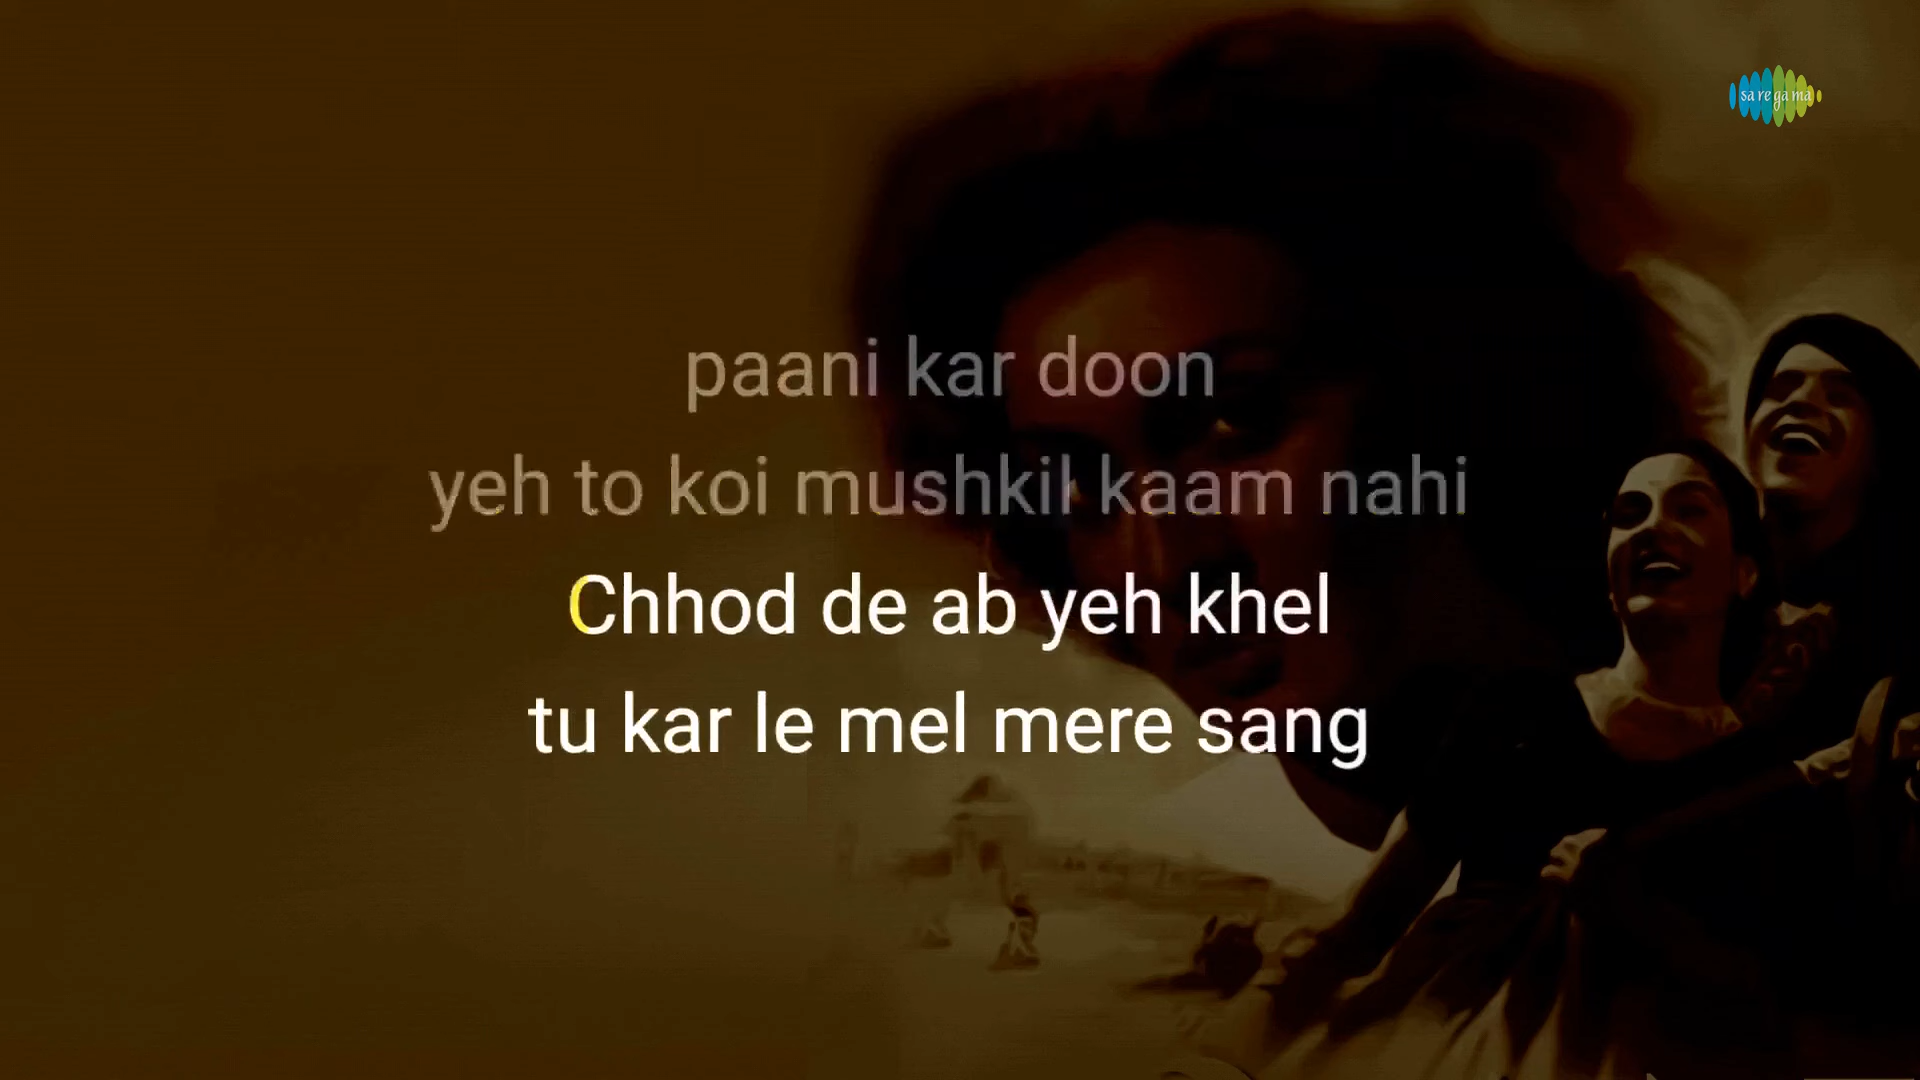 sa re ga ma
paani kar doon
yeh to koi mushkil kaam nahi
Chhod de ab yeh khel
tu kar le mel mere sang